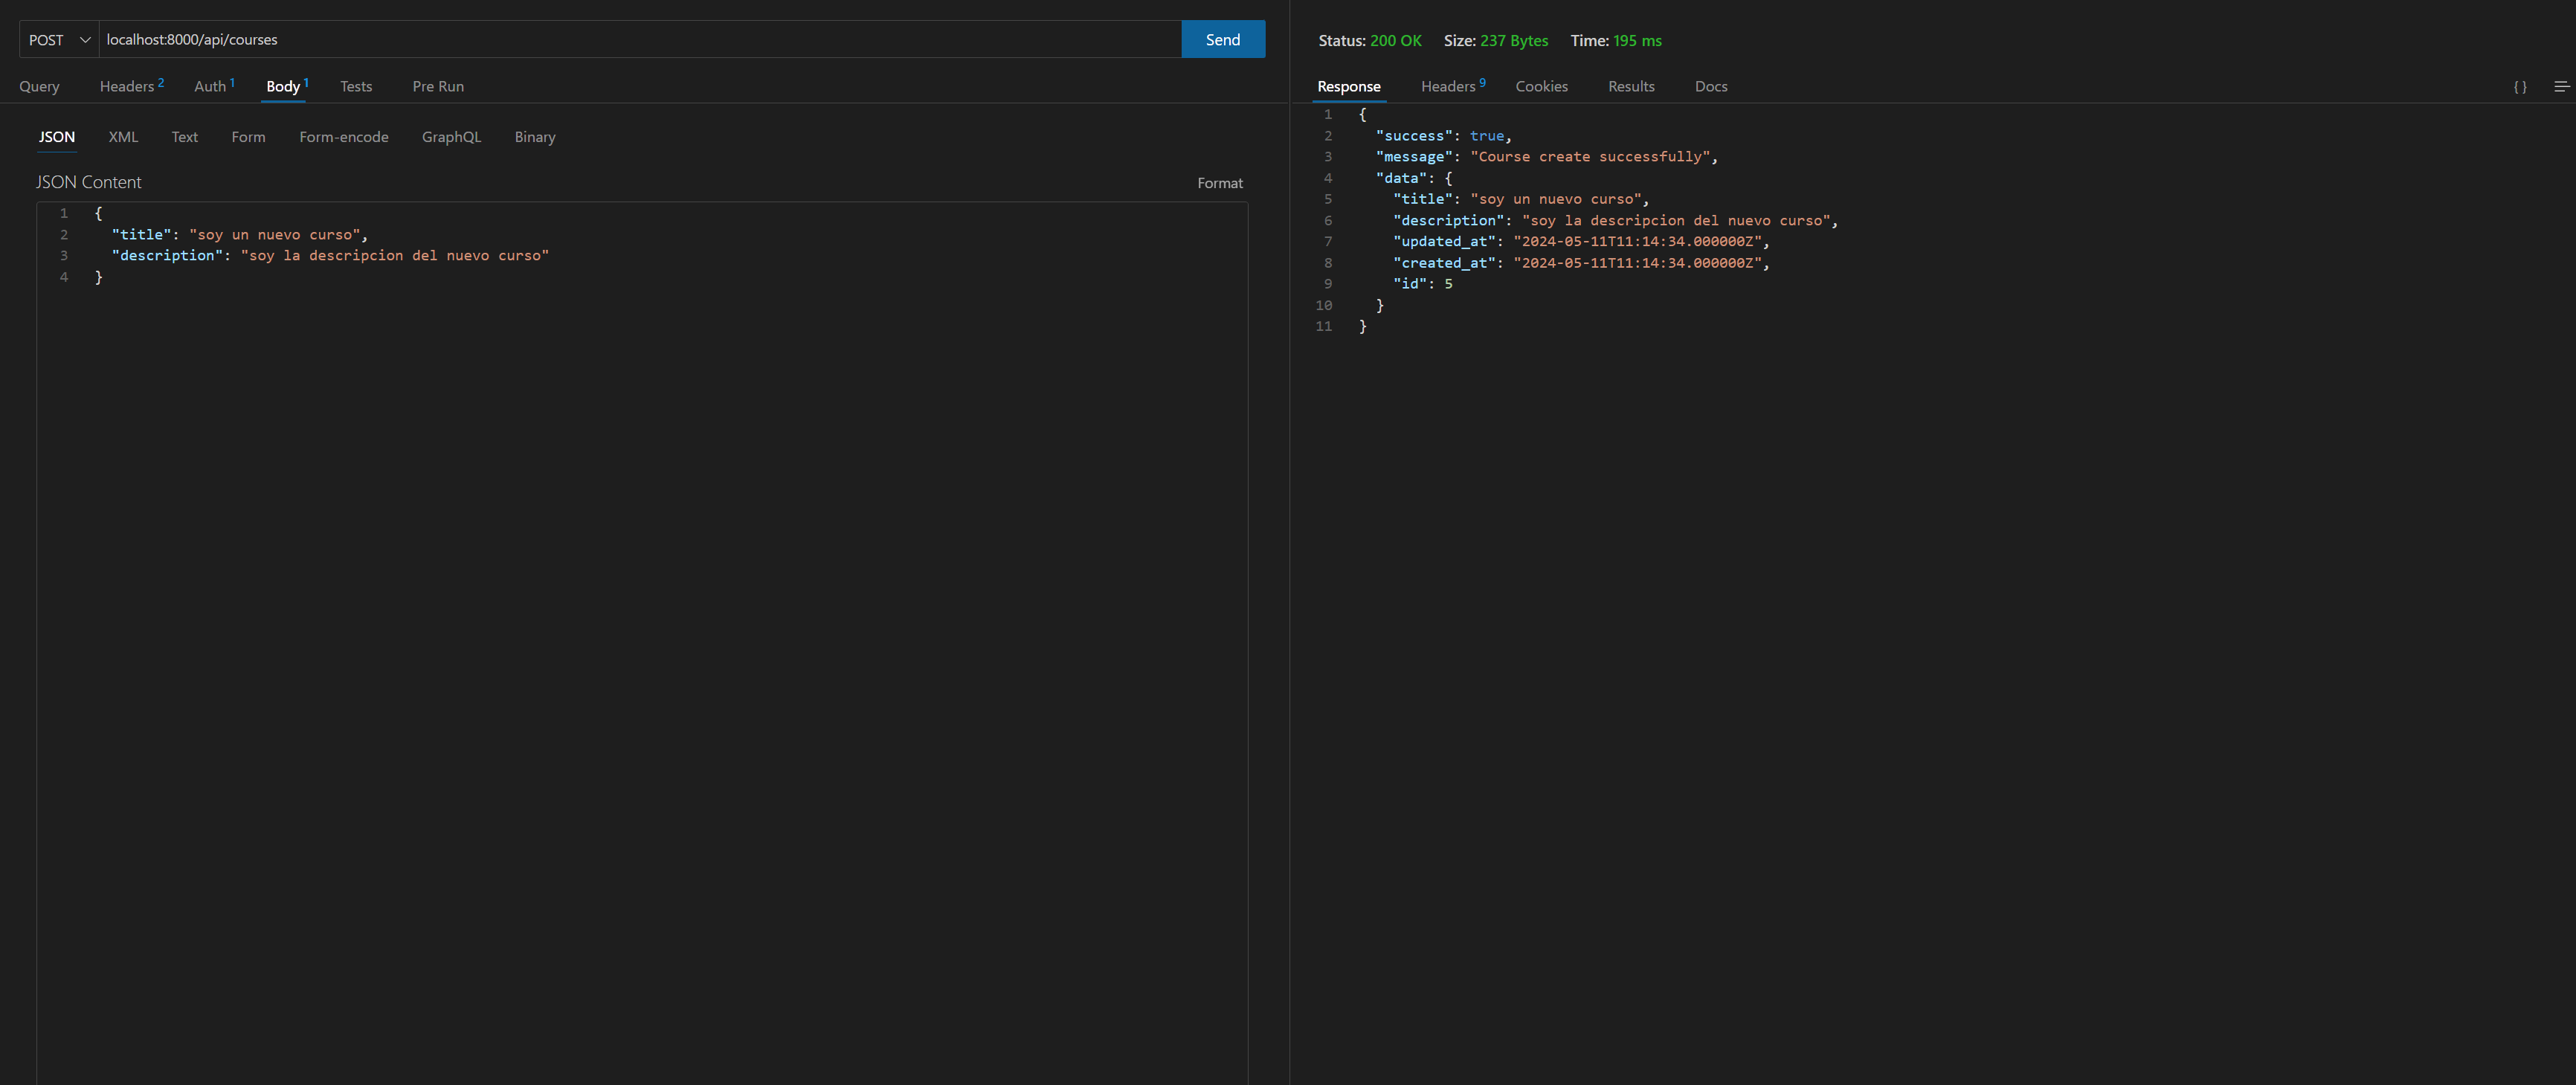 POST localhost:8000/api/courses Send
Query Headers 2 Auth 1 Body 1 Tests Pre Run
JSON XML Text Form Form-encode GraphQL Binary
JSON Content Format
1 {
2 "title": "soy un nuevo curso",
3 "description": "soy la descripcion del nuevo curso"
4 }
Status: 200 OK Size: 237 Bytes Time: 195 ms
Response Headers 9 Cookies Results Docs { }
1 {
2 "success": true,
3 "message": "Course create successfully",
4 "data": {
5 "title": "soy un nuevo curso",
6 "description": "soy la descripcion del nuevo curso",
7 "updated_at": "2024-05-11T11:14:34.000000Z",
8 "created_at": "2024-05-11T11:14:34.000000Z",
9 "id": 5
10 }
11 }